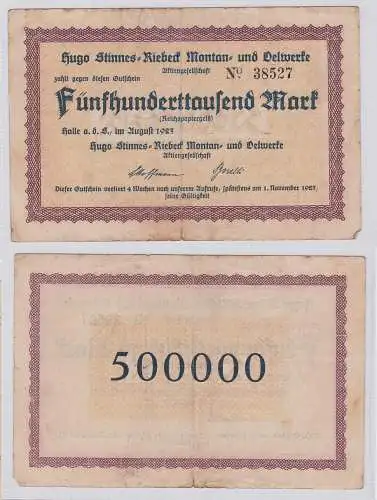 Hugo Stinnes-Riebeck Montan- und Oelwerke
Aktiengesellschaft
zahlt gegen diesen Gutschein
No 38527
Fünfhunderttausend Mark
(Reichspapiergeld)
Halle a. d. S., im August 1923
Hugo Stinnes-Riebeck Montan- und Oelwerke
Aktiengesellschaft
Dieser Gutschein verliert 4 Wochen nach unserem Aufrufe, spätestens am 1. November 1923,
seine Gültigkeit
500000